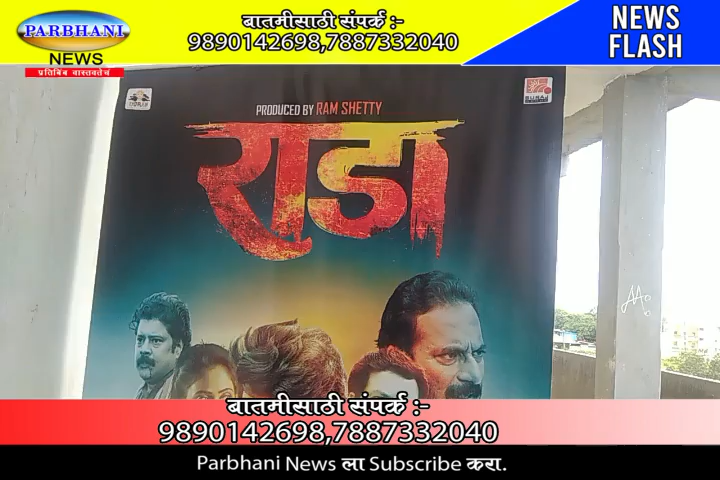 PARBHANI
NEWS
प्रतिबिंब वास्तवतेचं
बातमीसाठी संपर्क :-
9890142698,7887332040
NEWS
FLASH
PRODUCED BY RAM SHETTY
राडा
बातमीसाठी संपर्क :-
9890142698,7887332040
Parbhani News ला Subscribe करा.